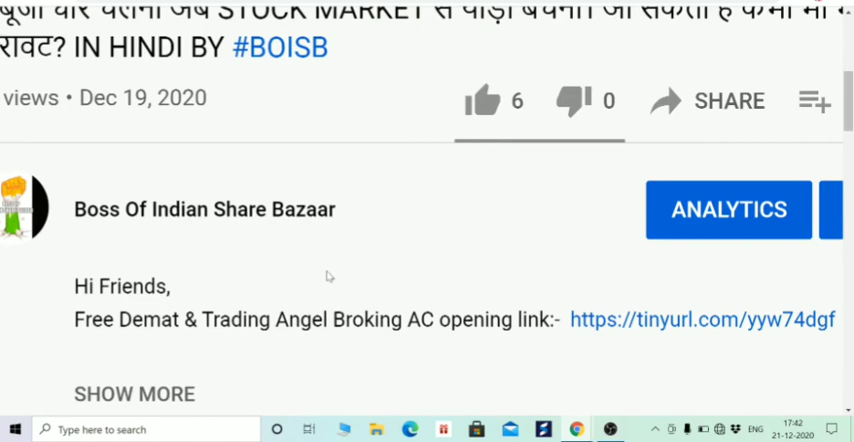 STOCK MARKET से
IN HINDI BY #BOISB
views • Dec 19, 2020
6 0 SHARE
Boss Of Indian Share Bazaar
ANALYTICS
Hi Friends,
Free Demat & Trading Angel Broking AC opening link:- https://tinyurl.com/yyw74dgf
SHOW MORE
Type here to search
ENG
17:42
21-12-2020